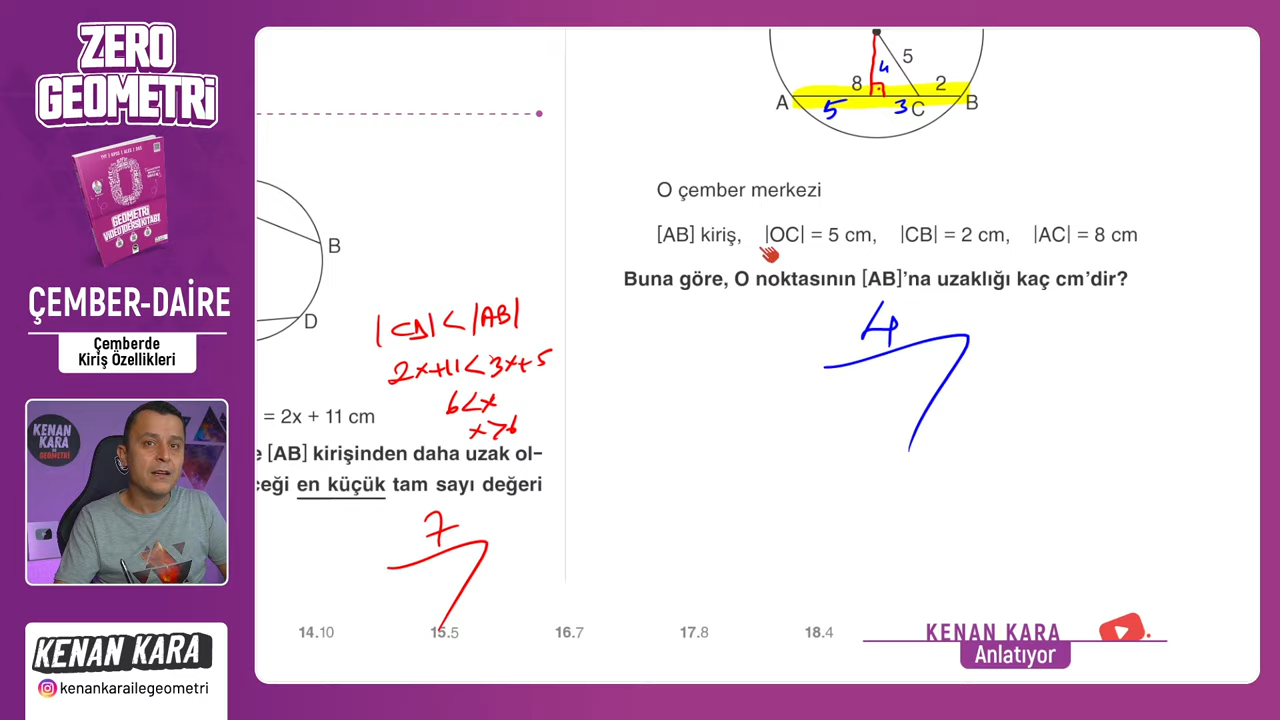 ZERO
GEOMETRİ
GEOMETRİ
VİDEO DERS KİTABI
ÇEMBER-DAİRE
Çemberde
Kiriş Özellikleri
KENAN
KARA
GEOMETRİ
KENAN KARA
kenankarailegeometri
B
D
|CD| < |AB|
2x+11 < 3x+5
6 < x
x > 6
= 2x + 11 cm
e [AB] kirişinden daha uzak ol-
ceği en küçük tam sayı değeri
7
5
4
8
2
A
B
5
3
C
O çember merkezi
[AB] kiriş, |OC| = 5 cm, |CB| = 2 cm, |AC| = 8 cm
Buna göre, O noktasının [AB]'na uzaklığı kaç cm'dir?
4
14.10 15.5 16.7 17.8 18.4
KENAN KARA
Anlatıyor